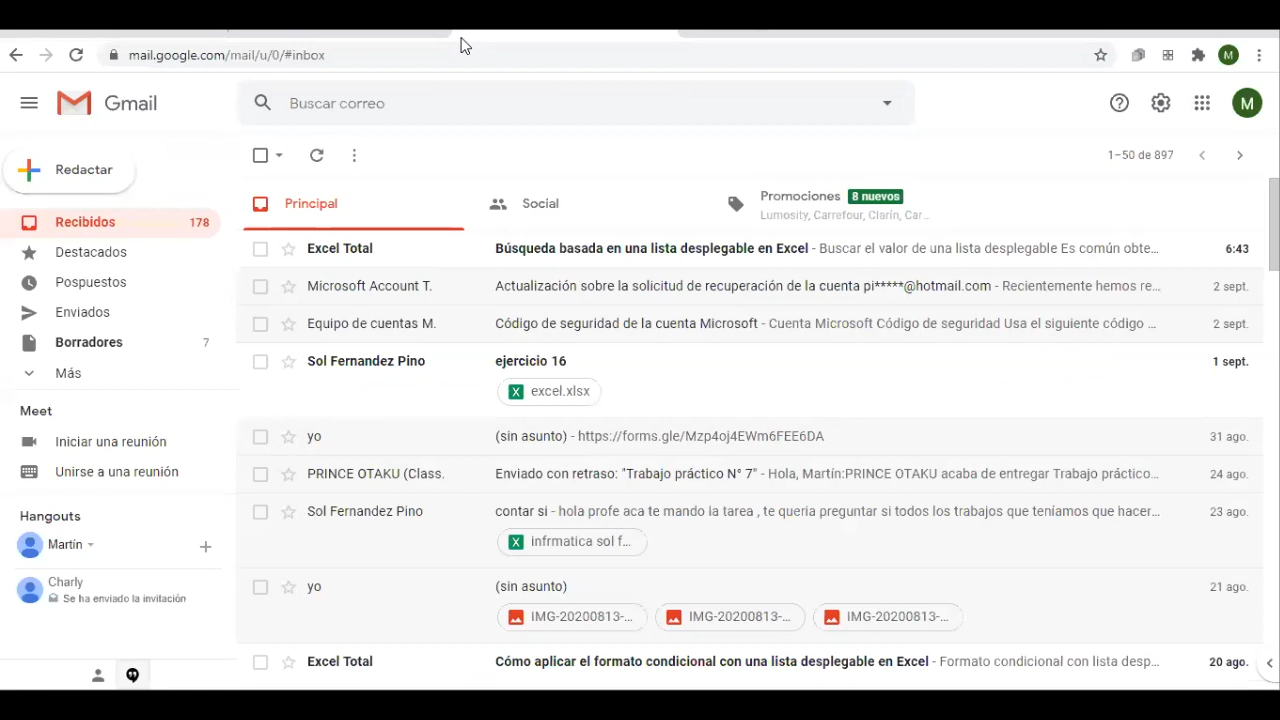 mail.google.com/mail/u/0/#inbox
M
Gmail
Buscar correo
M
Redactar
1–50 de 897
Recibidos 178
Principal
Social
Promociones 8 nuevos
Lumosity, Carrefour, Clarín, Car...
Destacados
Excel Total Búsqueda basada en una lista desplegable en Excel - Buscar el valor de una lista desplegable Es común obte... 6:43
Pospuestos
Microsoft Account T. Actualización sobre la solicitud de recuperación de la cuenta pi*****@hotmail.com - Recientemente hemos re... 2 sept.
Enviados
Equipo de cuentas M. Código de seguridad de la cuenta Microsoft - Cuenta Microsoft Código de seguridad Usa el siguiente código ... 2 sept.
Borradores 7
Sol Fernandez Pino ejercicio 16 1 sept.
Más
X excel.xlsx
Meet
Iniciar una reunión
yo (sin asunto) - https://forms.gle/Mzp4oj4EWm6FEE6DA 31 ago.
Unirse a una reunión
PRINCE OTAKU (Class. Enviado con retraso: "Trabajo práctico N° 7" - Hola, Martín:PRINCE OTAKU acaba de entregar Trabajo práctico... 24 ago.
Hangouts
Sol Fernandez Pino contar si - hola profe aca te mando la tarea , te queria preguntar si todos los trabajos que teníamos que hacer... 23 ago.
Martín
X infrmatica sol f...
Charly
Se ha enviado la invitación
yo (sin asunto) 21 ago.
IMG-20200813-... IMG-20200813-... IMG-20200813-...
Excel Total Cómo aplicar el formato condicional con una lista desplegable en Excel - Formato condicional con lista desp... 20 ago.